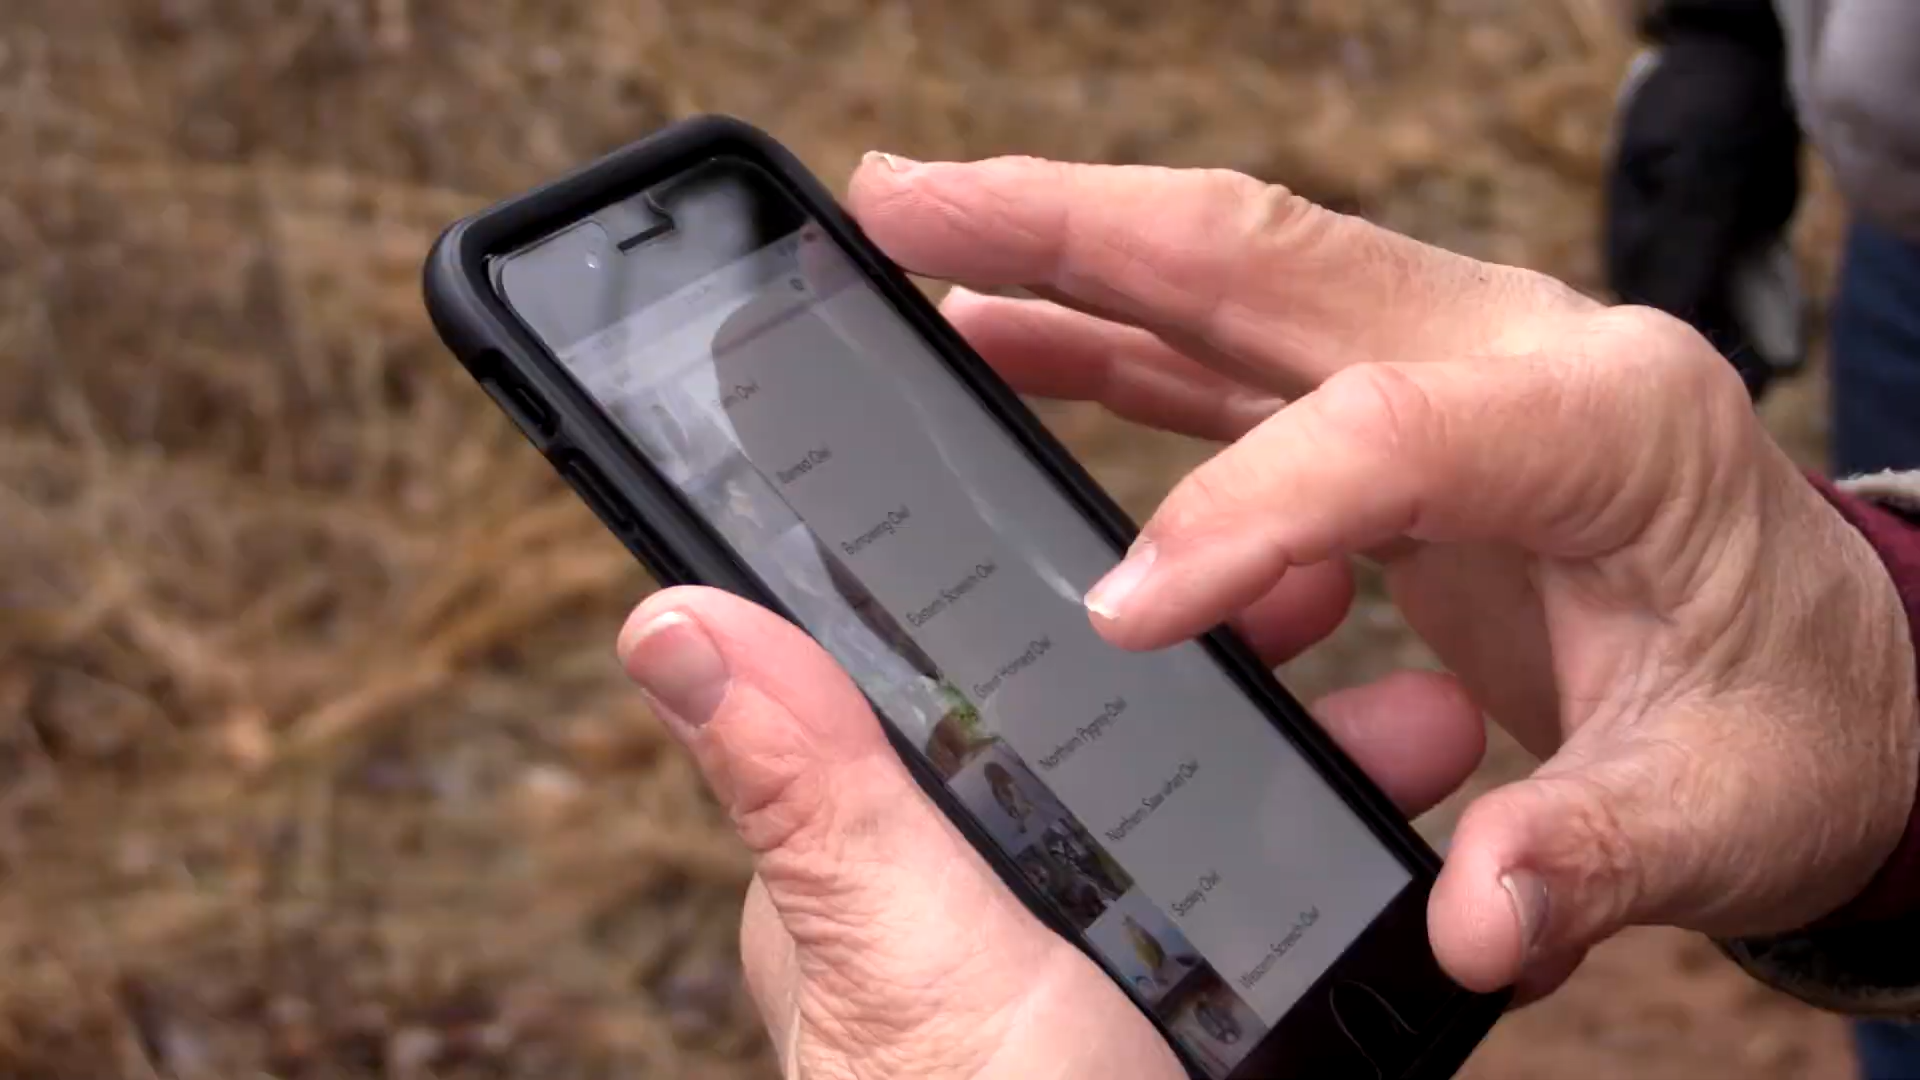 Owl
Barred Owl
Burrowing Owl
Eastern Screech Owl
Great Horned Owl
Northern Pygmy Owl
Northern Saw whet Owl
Snowy Owl
Western Screech Owl